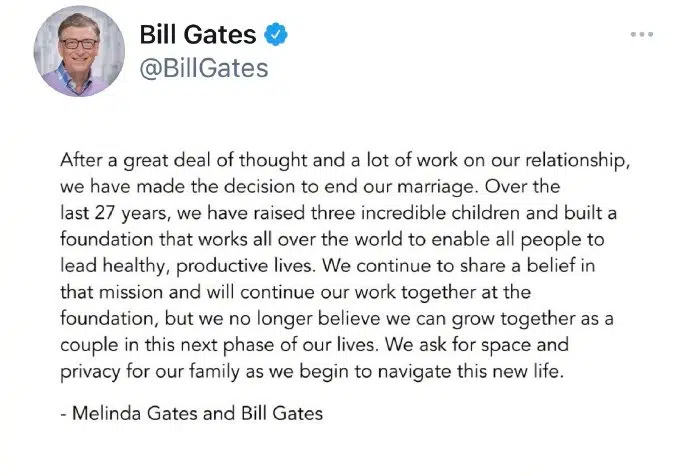 Bill Gates
@BillGates
After a great deal of thought and a lot of work on our relationship,
we have made the decision to end our marriage. Over the
last 27 years, we have raised three incredible children and built a
foundation that works all over the world to enable all people to
lead healthy, productive lives. We continue to share a belief in
that mission and will continue our work together at the
foundation, but we no longer believe we can grow together as a
couple in this next phase of our lives. We ask for space and
privacy for our family as we begin to navigate this new life.
- Melinda Gates and Bill Gates